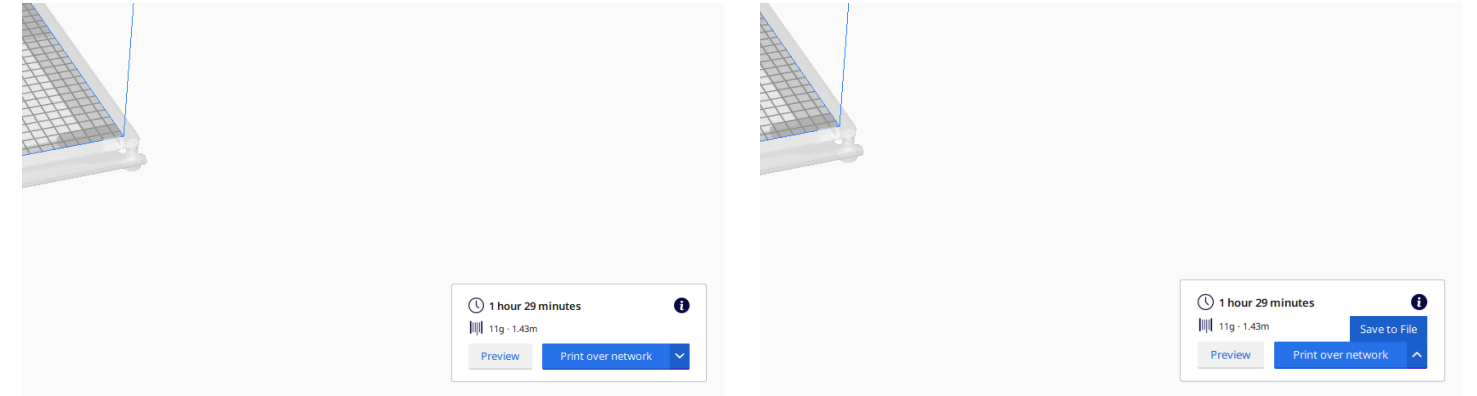 1 hour 29 minutes
11g · 1.43m
Preview
Print over network
1 hour 29 minutes
11g · 1.43m
Save to File
Preview
Print over network